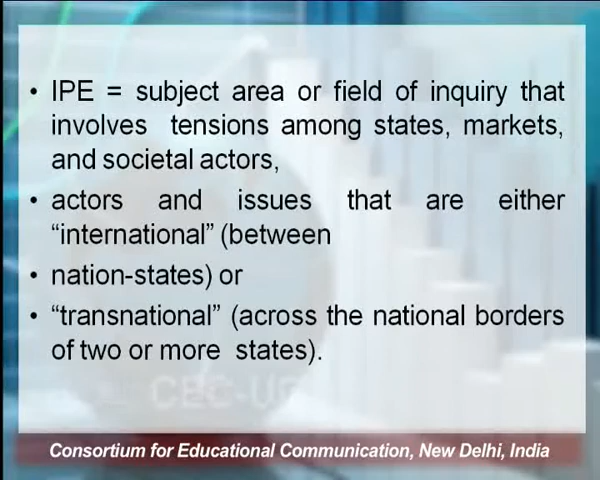 • IPE = subject area or field of inquiry that
involves tensions among states, markets,
and societal actors,
• actors and issues that are either
“international” (between
• nation-states) or
• “transnational” (across the national borders
of two or more states).
CEC-UG
Consortium for Educational Communication, New Delhi, India